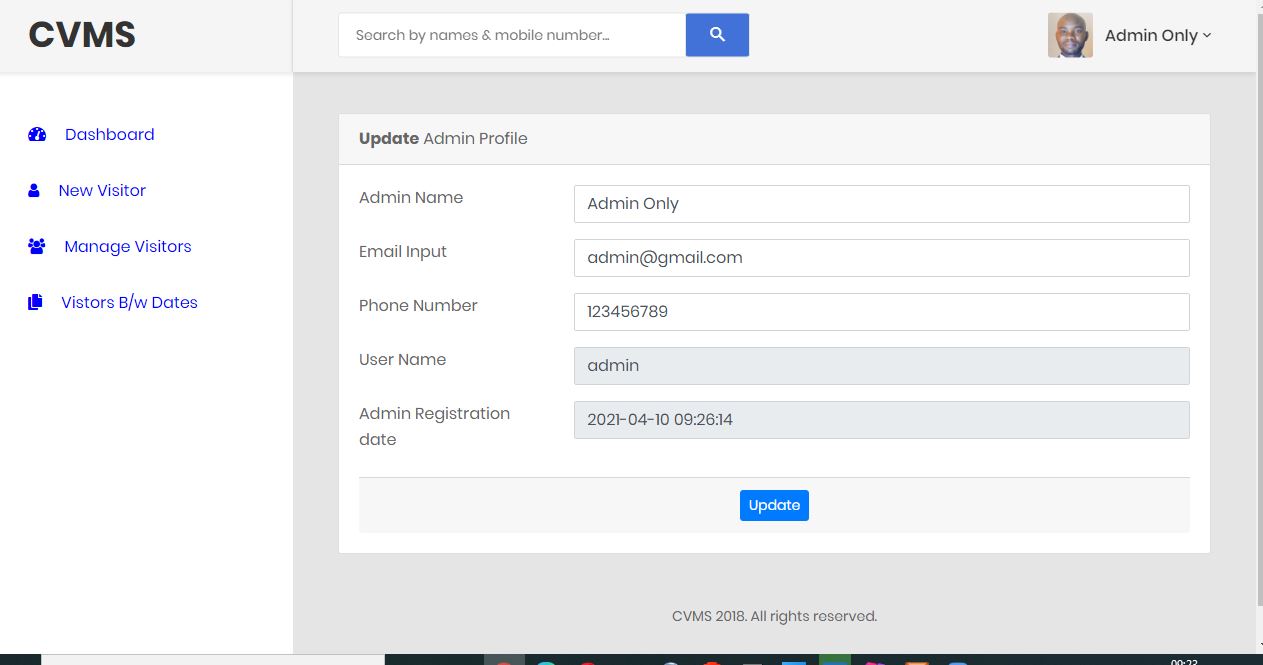 CVMS
Search by names & mobile number...
Admin Only
Dashboard
New Visitor
Manage Visitors
Vistors B/w Dates
Update Admin Profile
Admin Name
Admin Only
Email Input
admin@gmail.com
Phone Number
123456789
User Name
admin
Admin Registration
date
2021-04-10 09:26:14
Update
CVMS 2018. All rights reserved.